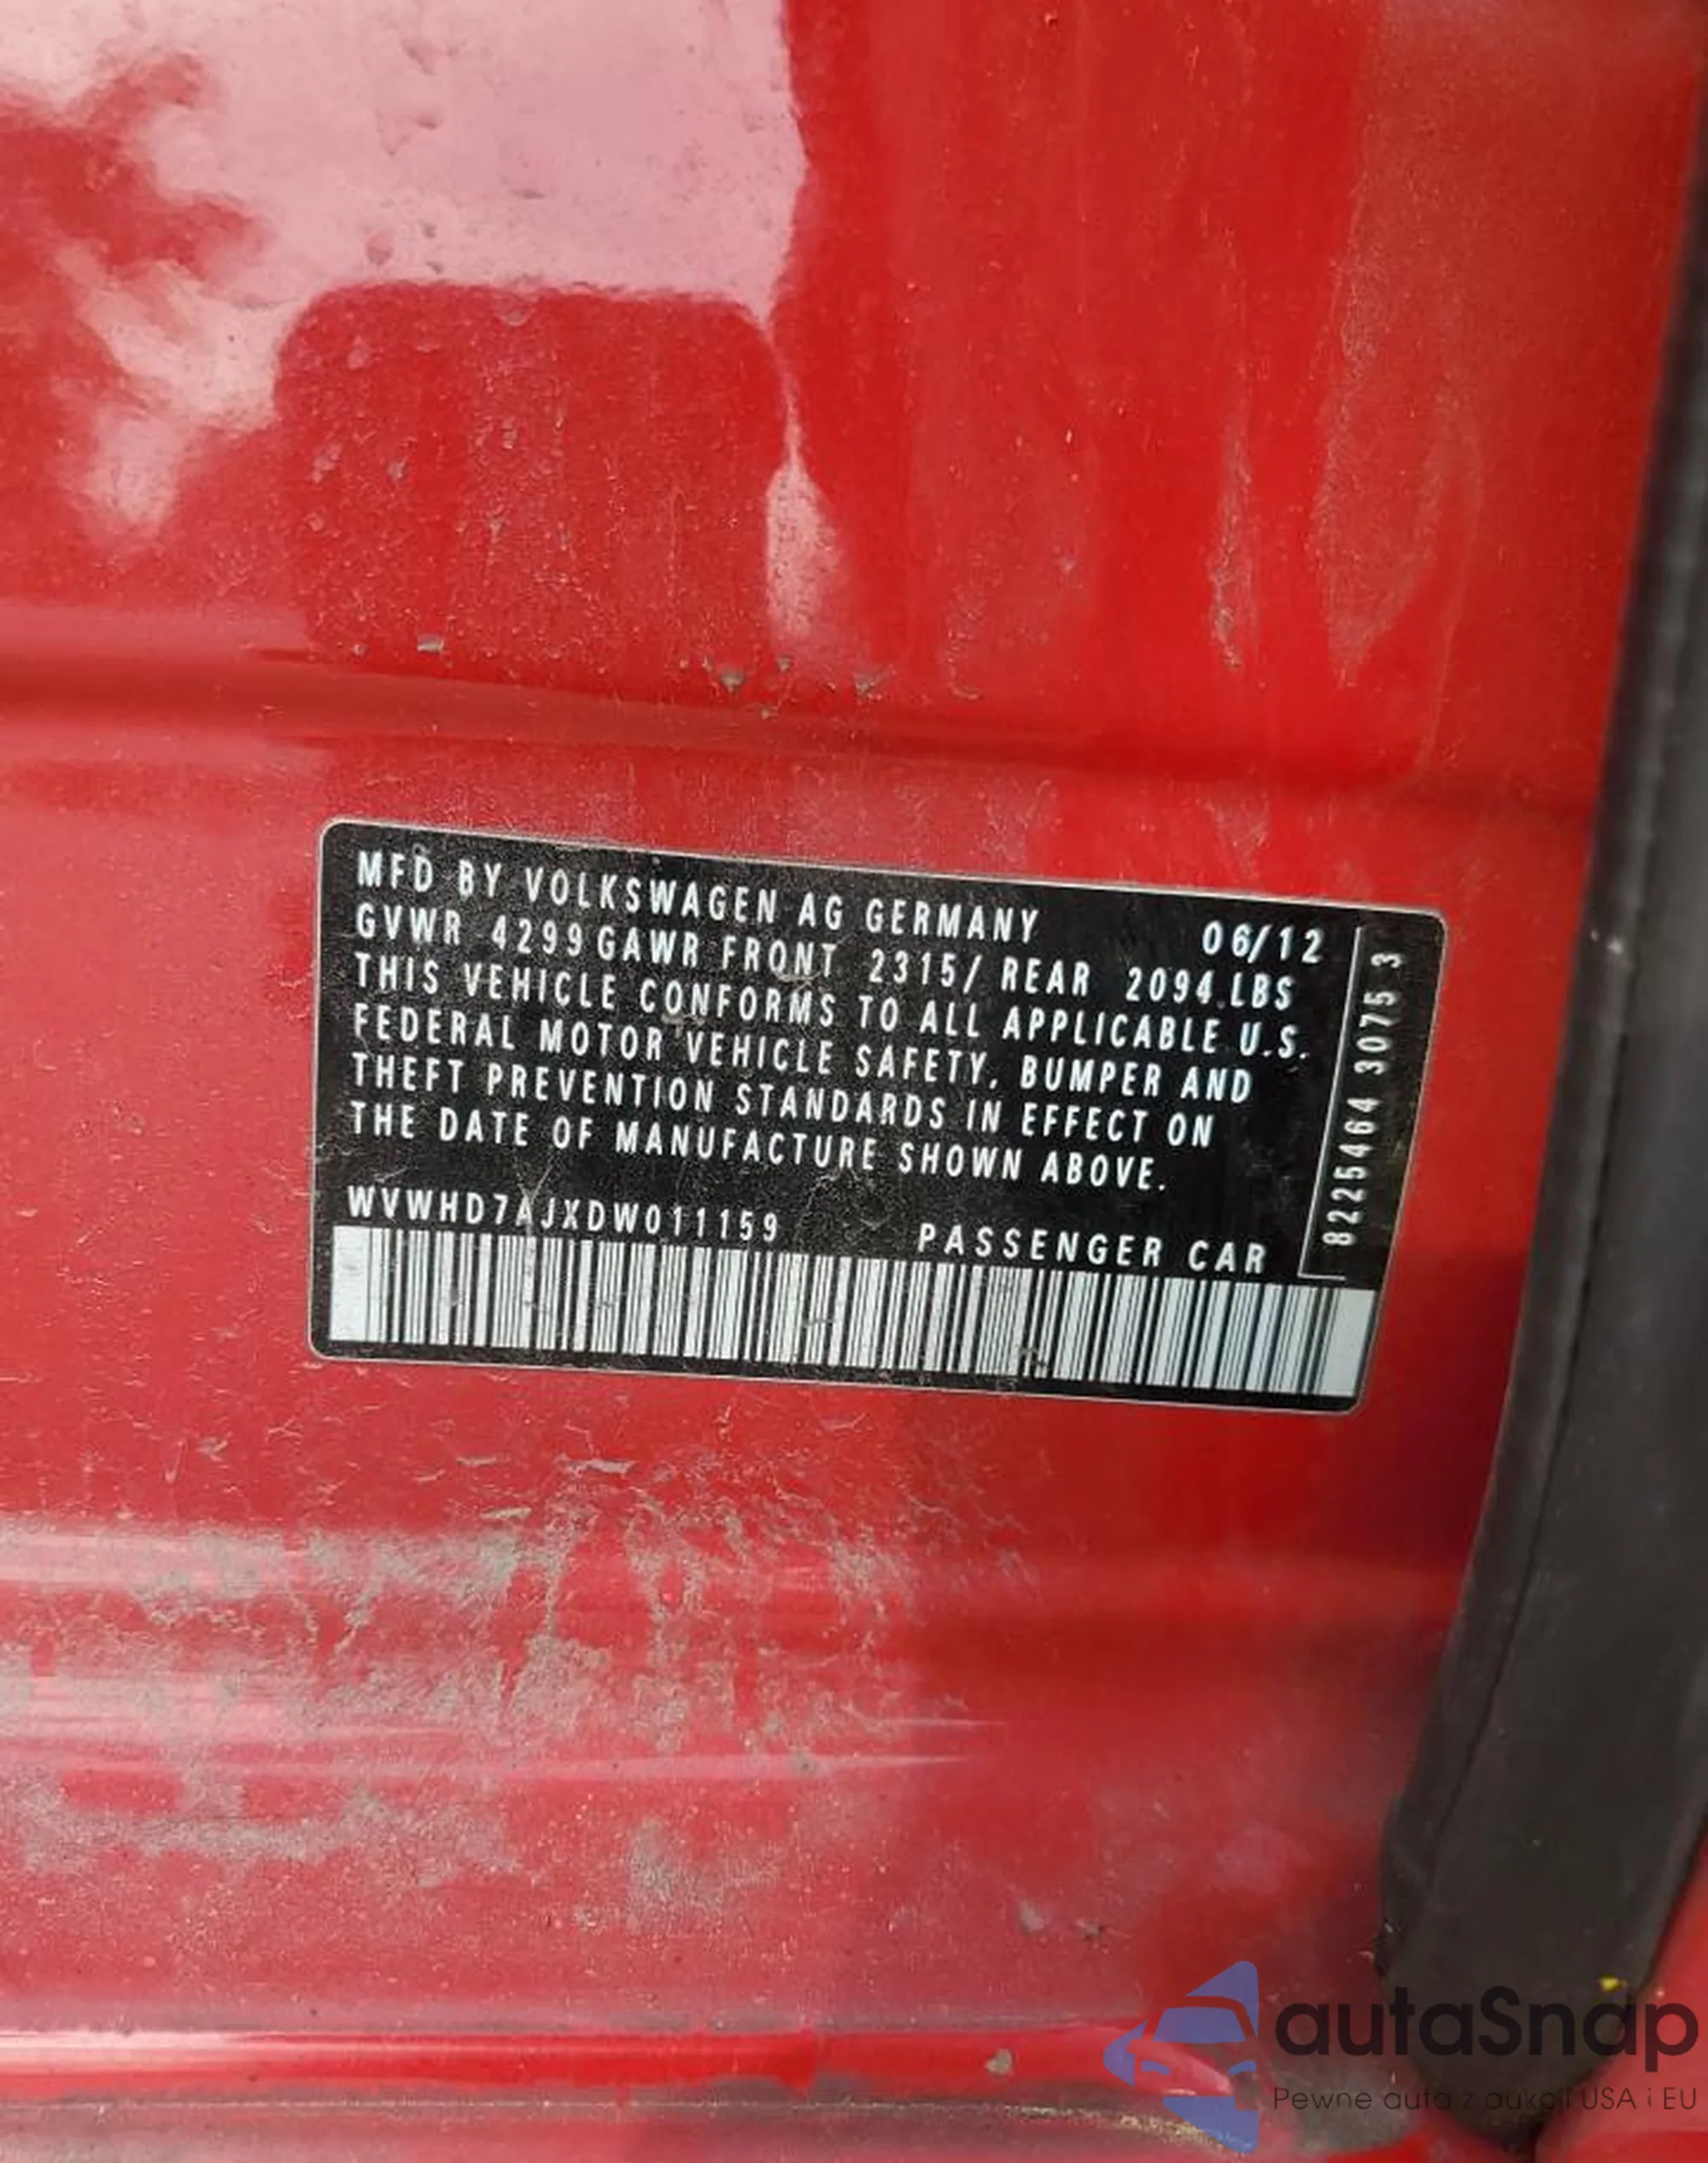 MFD BY VOLKSWAGEN AG GERMANY 06/12
GVWR 4299 GAWR FRONT 2315/ REAR 2094 LBS
THIS VEHICLE CONFORMS TO ALL APPLICABLE U.S.
FEDERAL MOTOR VEHICLE SAFETY, BUMPER AND
THEFT PREVENTION STANDARDS IN EFFECT ON
THE DATE OF MANUFACTURE SHOWN ABOVE.
WVWHD7AJXDW011159 PASSENGER CAR
8225464 3075 3
autaSnap
Pewne auta z aukcji USA i EU